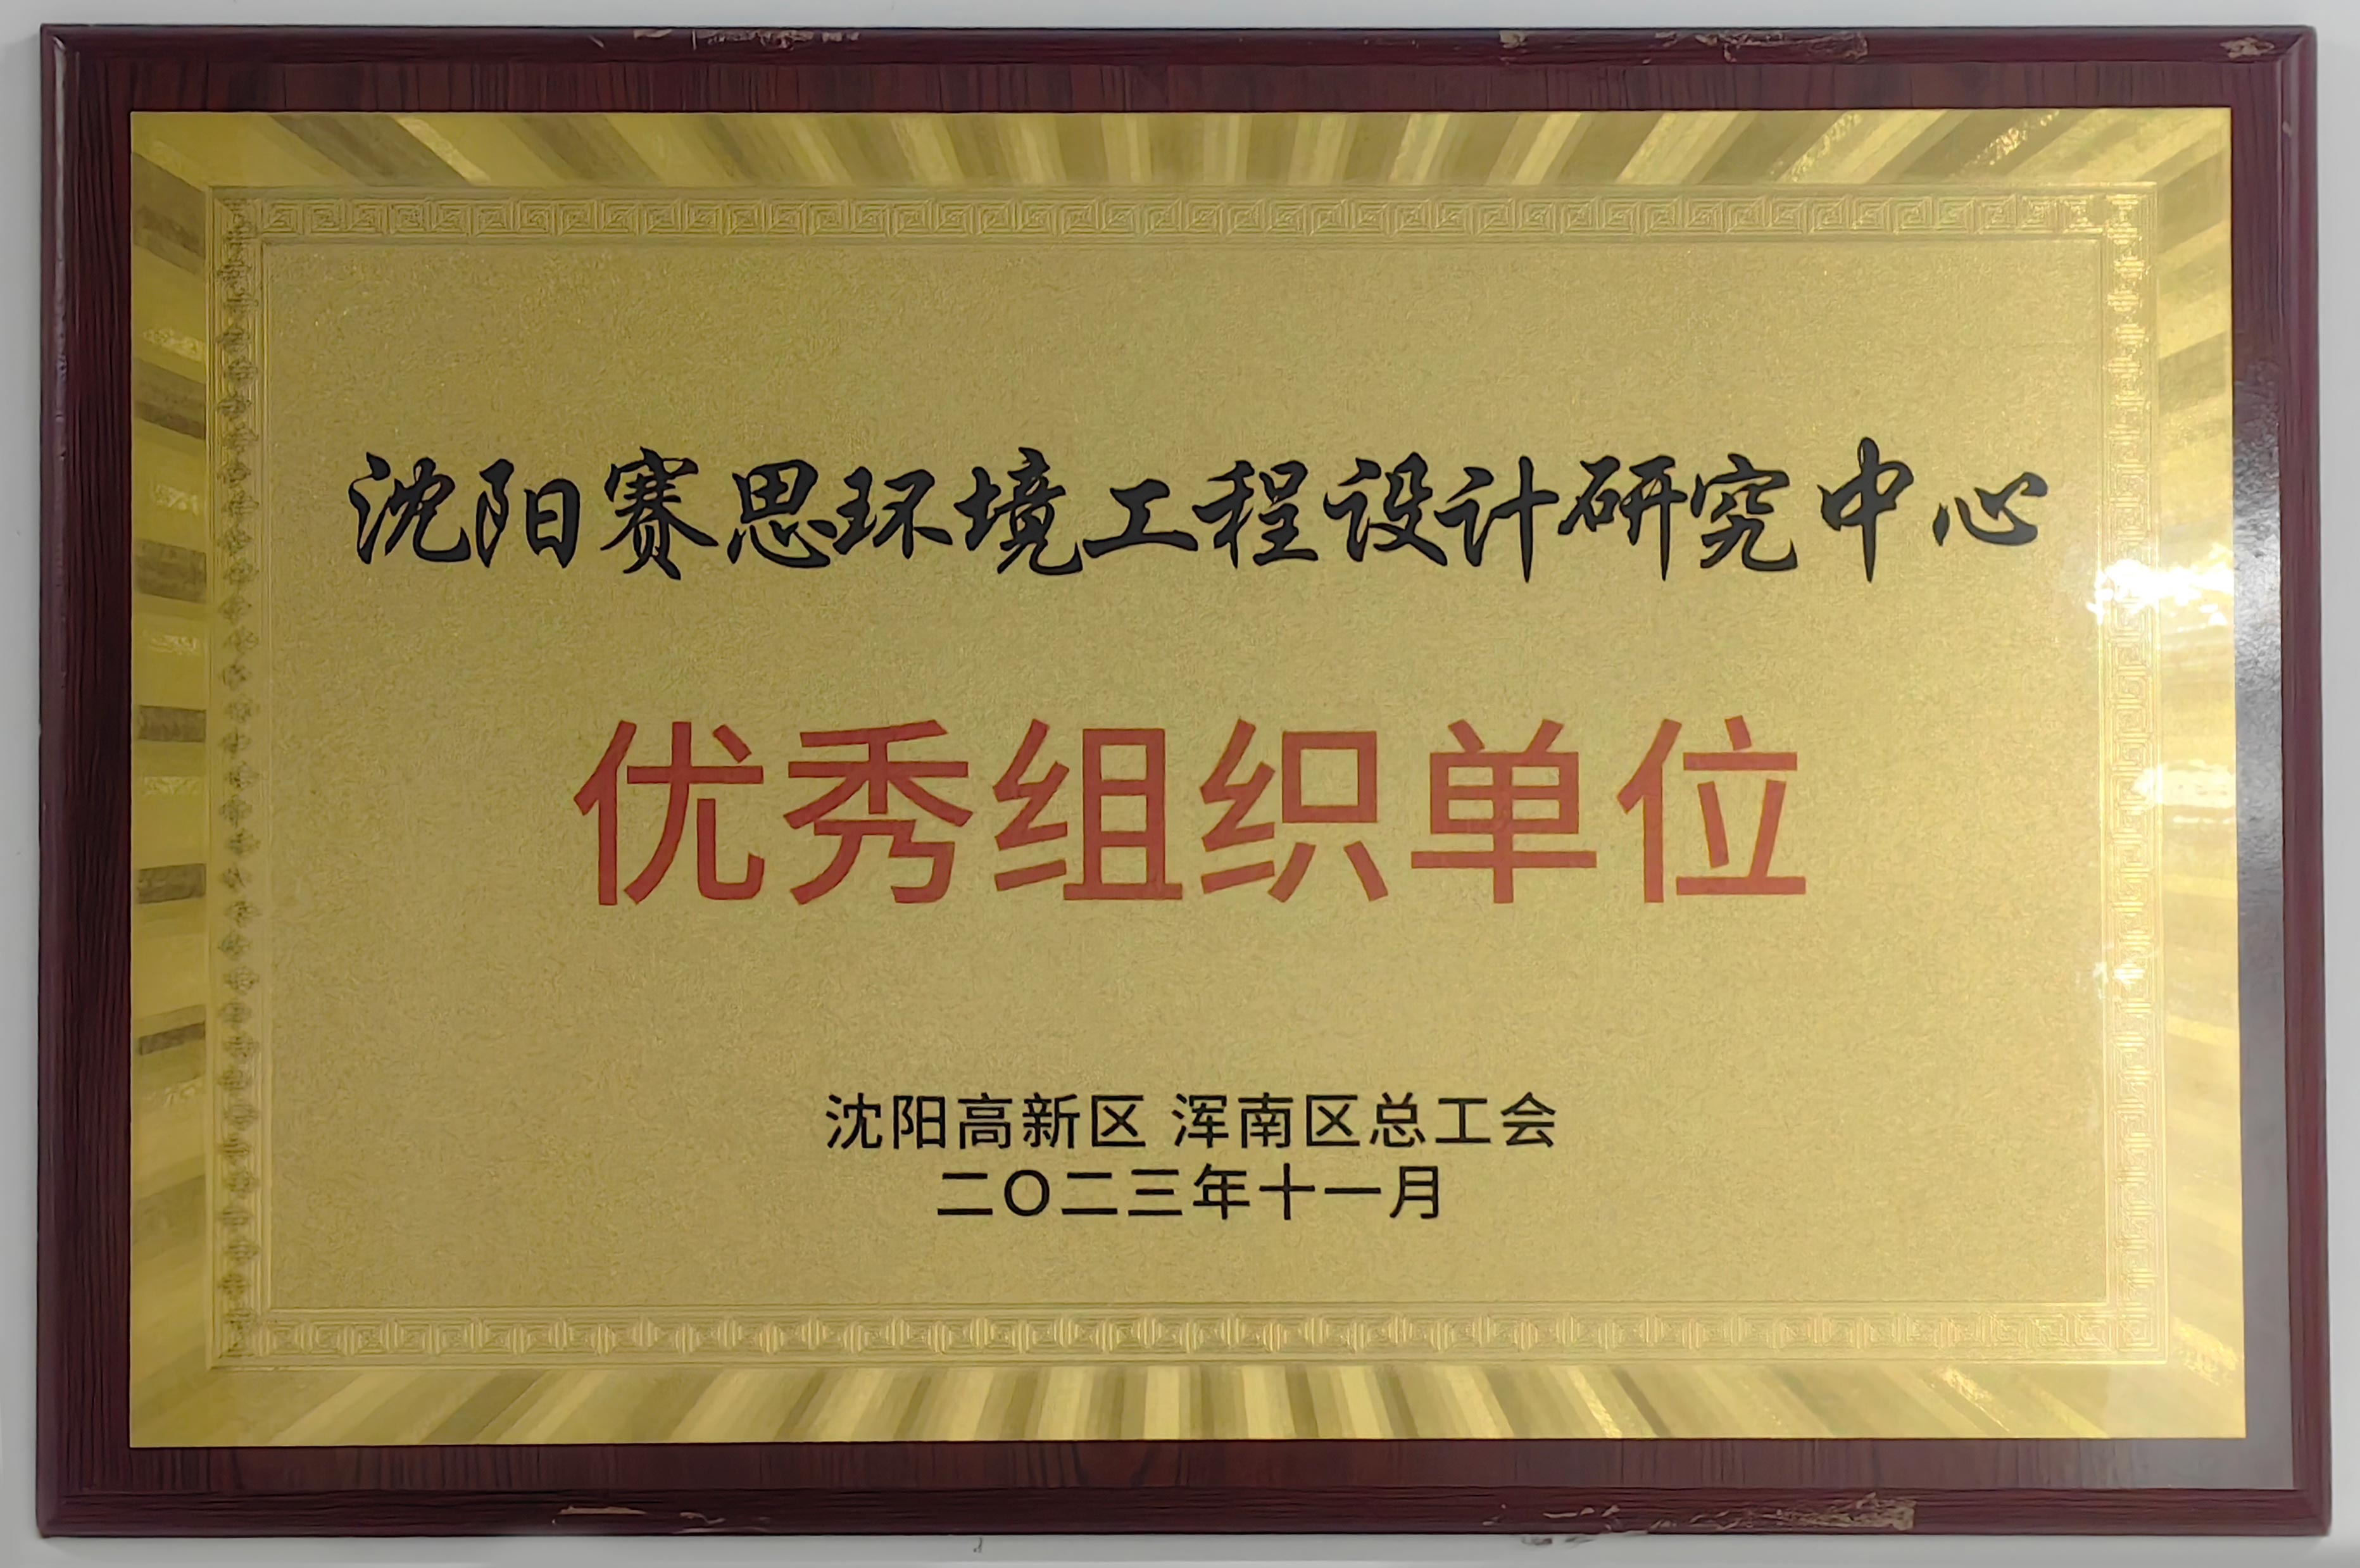 沈阳赛思环境工程设计研究中心
优秀组织单位
沈阳高新区 浑南区总工会
二〇二三年十一月